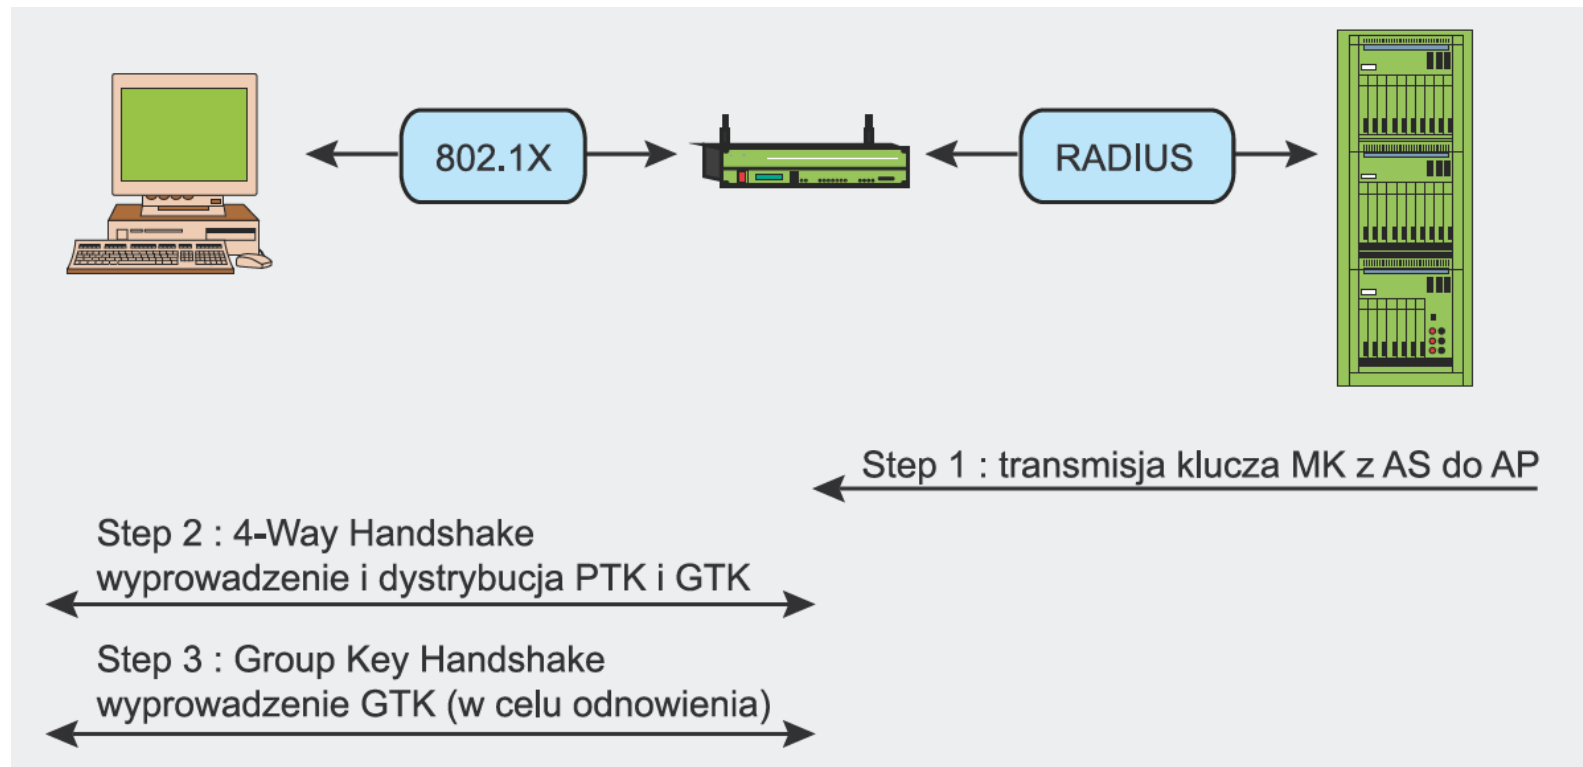 802.1X
RADIUS
Step 1 : transmisja klucza MK z AS do AP
Step 2 : 4-Way Handshake
wyprowadzenie i dystrybucja PTK i GTK
Step 3 : Group Key Handshake
wyprowadzenie GTK (w celu odnowienia)